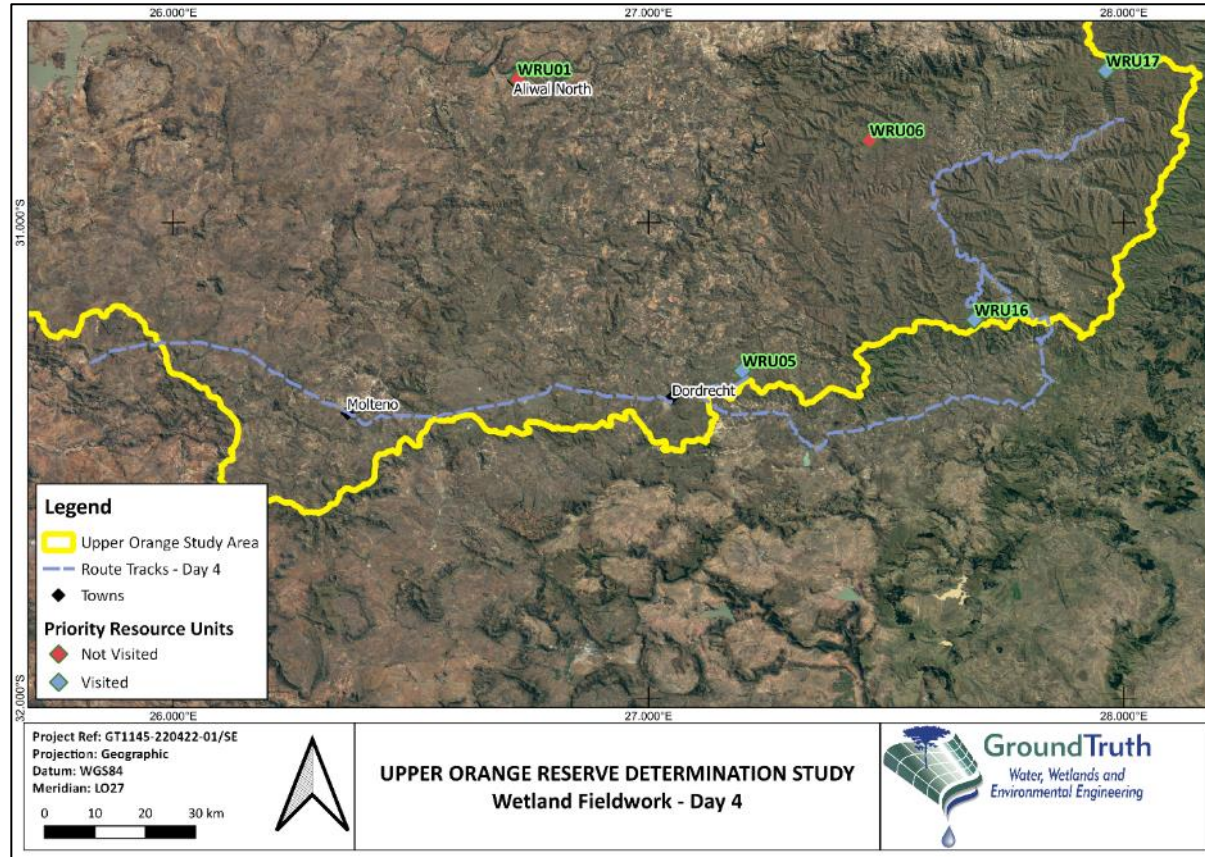 26.000°E
27.000°E
28.000°E
WRU01
Aliwal North
WRU17
WRU06
31.000°S
WRU16
WRU05
Dordrecht
Molteno
Legend
Upper Orange Study Area
Route Tracks - Day 4
Towns
Priority Resource Units
Not Visited
Visited
32.000°S
26.000°E
27.000°E
28.000°E
Project Ref: GT1145-220422-01/SE
Projection: Geographic
Datum: WGS84
Meridian: LO27
0 10 20 30 km
UPPER ORANGE RESERVE DETERMINATION STUDY
Wetland Fieldwork - Day 4
GroundTruth
Water, Wetlands and
Environmental Engineering